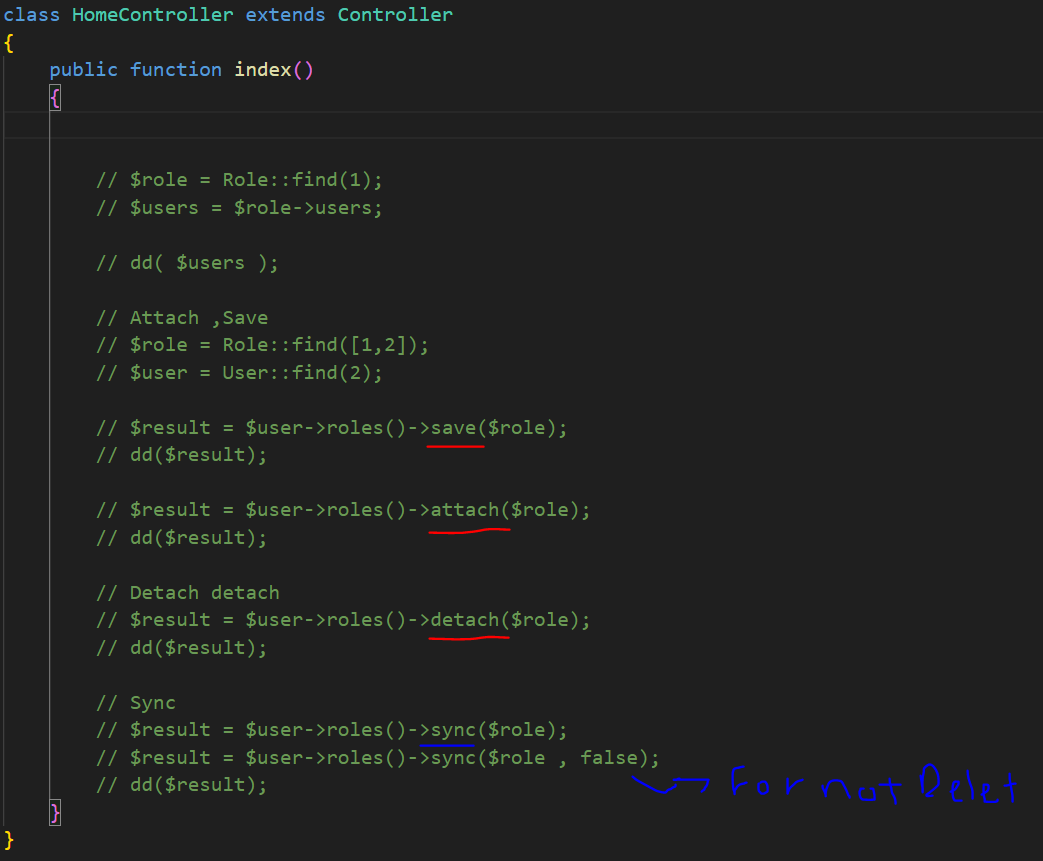 class HomeController extends Controller
{
public function index()
{
// $role = Role::find(1);
// $users = $role->users;
// dd( $users );
// Attach ,Save
// $role = Role::find([1,2]);
// $user = User::find(2);
// $result = $user->roles()->save($role);
// dd($result);
// $result = $user->roles()->attach($role);
// dd($result);
// Detach detach
// $result = $user->roles()->detach($role);
// dd($result);
// Sync
// $result = $user->roles()->sync($role);
// $result = $user->roles()->sync($role , false);
// dd($result);
For not Delet
}
}